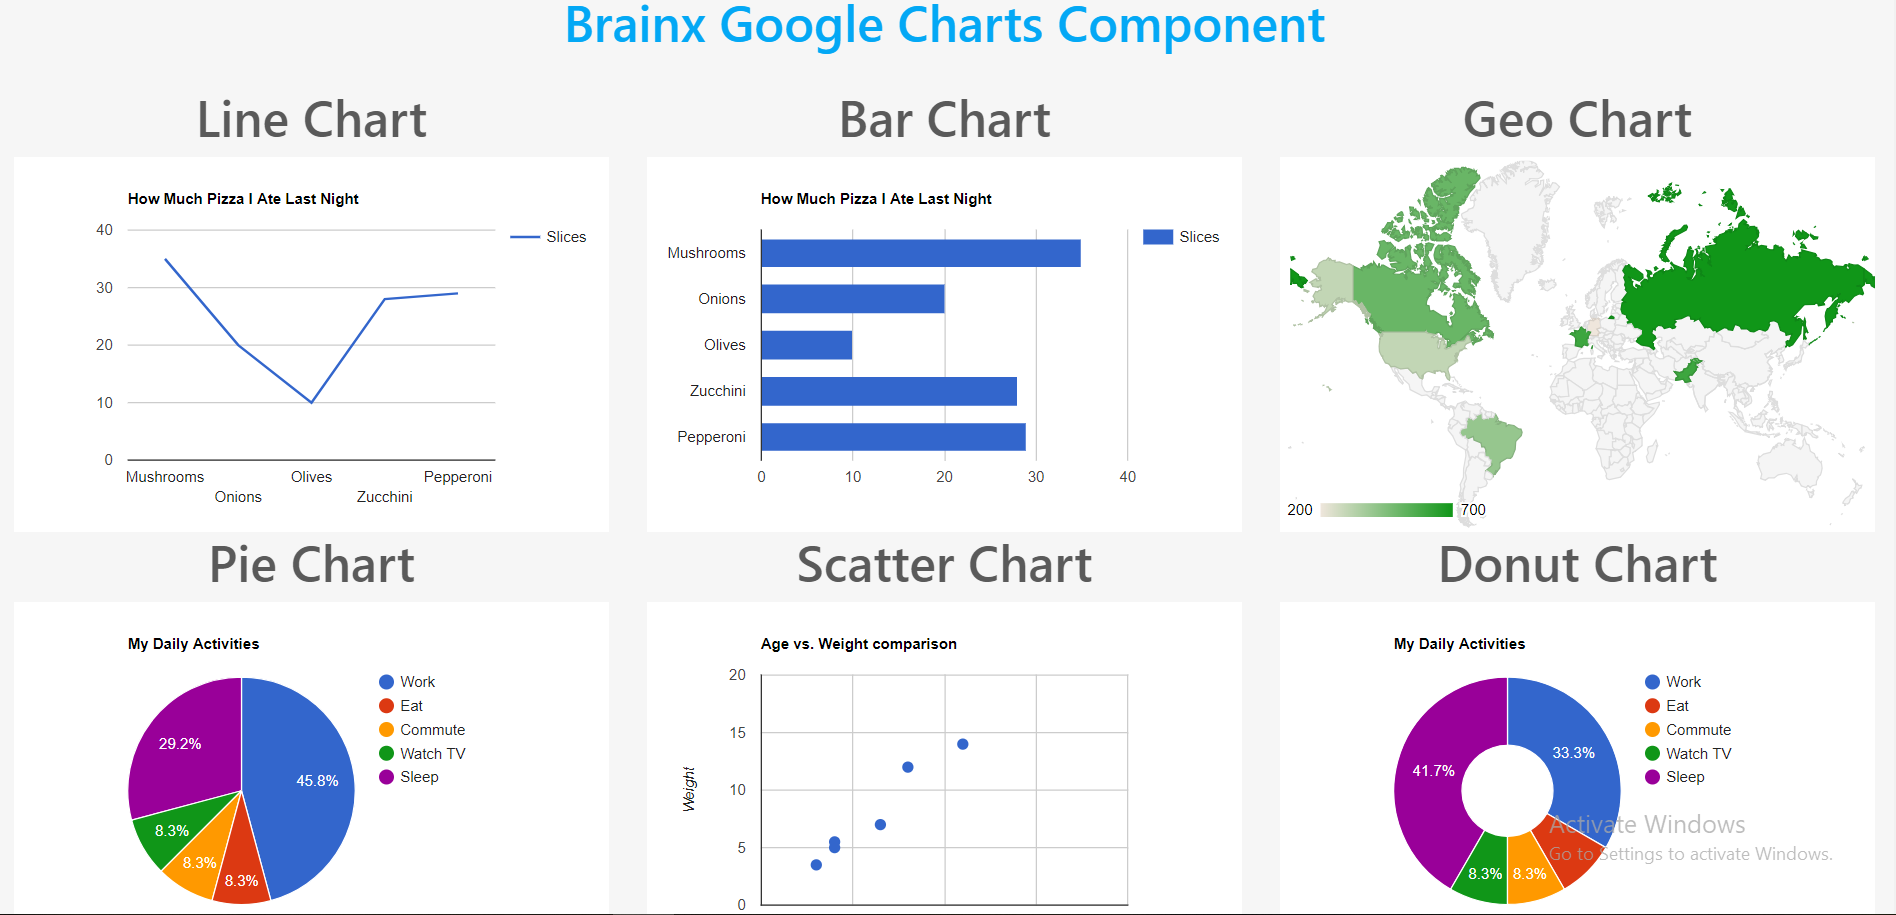 Brainx Google Charts Component
Line Chart
Bar Chart
Geo Chart
How Much Pizza I Ate Last Night
40
30
20
10
0
Slices
Mushrooms
Onions
Olives
Zucchini
Pepperoni
How Much Pizza I Ate Last Night
Mushrooms
Onions
Olives
Zucchini
Pepperoni
0 10 20 30 40
Slices
200 700
Pie Chart
Scatter Chart
Donut Chart
My Daily Activities
Work
Eat
Commute
Watch TV
Sleep
29.2%
45.8%
8.3%
8.3%
8.3%
Age vs. Weight comparison
20
15
10
5
0
Weight
My Daily Activities
Work
Eat
Commute
Watch TV
Sleep
33.3%
41.7%
8.3%
8.3%
Activate Windows
Go to Settings to activate Windows.